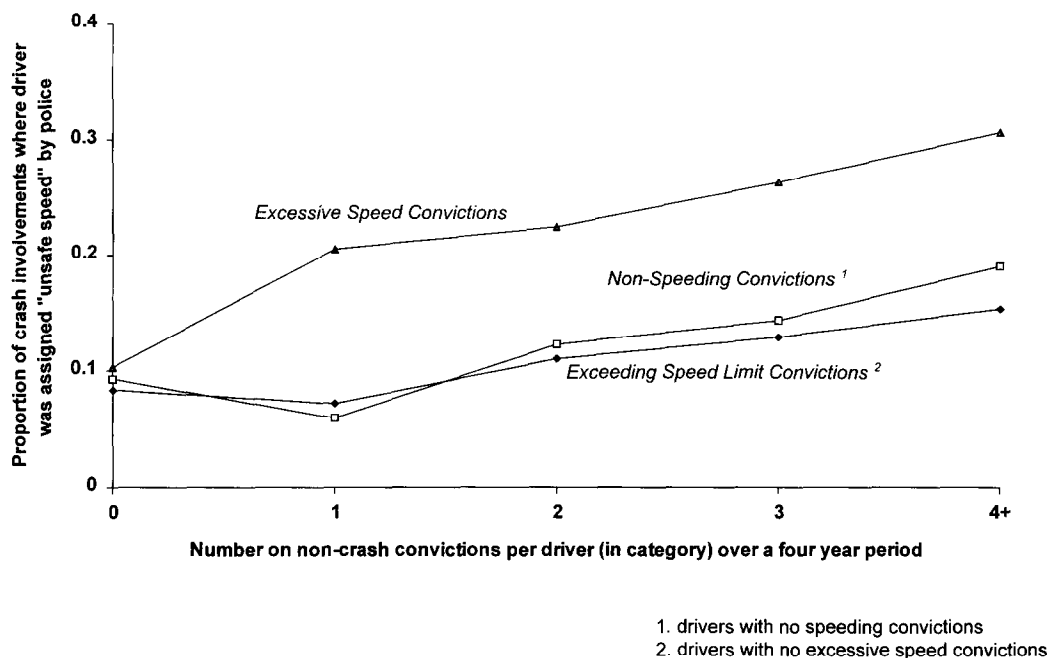 Proportion of crash involvements where driver
was assigned "unsafe speed" by police
0.4
0.3
0.2
0.1
0
Excessive Speed Convictions
Non-Speeding Convictions 1
Exceeding Speed Limit Convictions 2
0 1 2 3 4+
Number on non-crash convictions per driver (in category) over a four year period
1. drivers with no speeding convictions
2. drivers with no excessive speed convictions